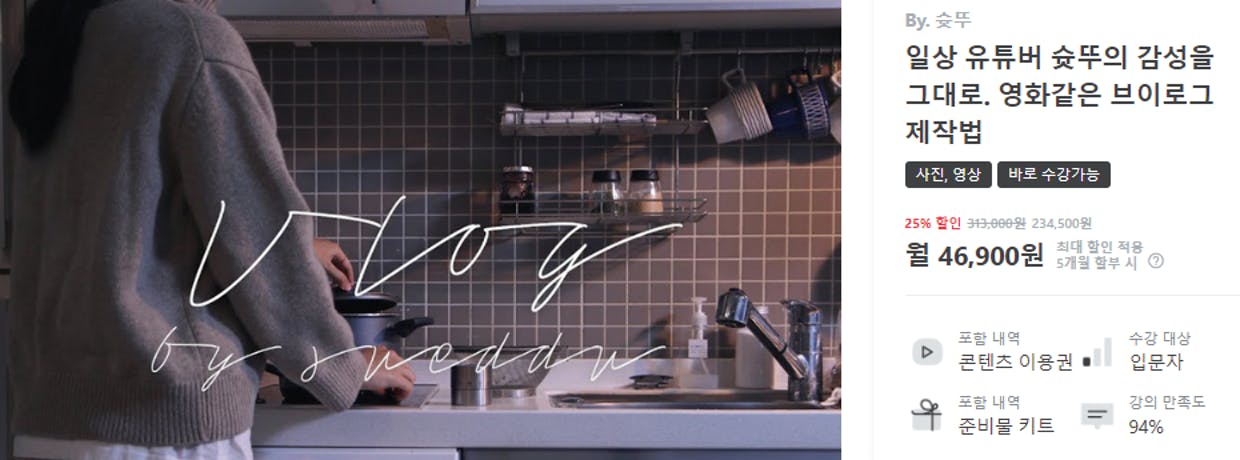 Vlog
by sueddu
By. 슛뚜
일상 유튜버 슛뚜의 감성을
그대로. 영화같은 브이로그
제작법
사진, 영상
바로 수강가능
25% 할인 313,000원 234,500원
월 46,900원
최대 할인 적용
5개월 할부 시
포함 내역
콘텐츠 이용권
수강 대상
입문자
포함 내역
준비물 키트
강의 만족도
94%